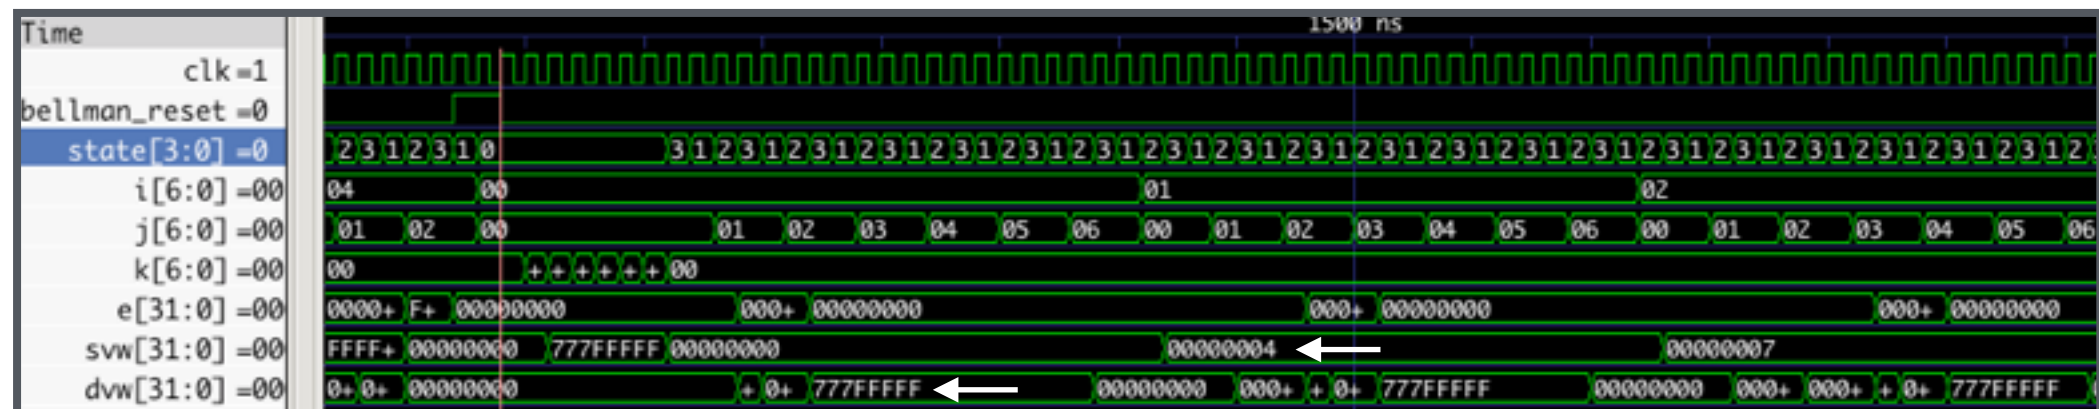 Time
1500 ns
clk =1
bellman_reset =0
state[3:0] =0 2 3 1 2 3 1 0 3 1 2 3 1 2 3 1 2 3 1 2 3 1 2 3 1 2 3 1 2 3 1 2 3 1 2 3 1 2 3 1 2 3 1 2 3 1 2 3 1 2 3 1 2 3 1 2 3 1 2 3 1 2 3 1 2 3 1 2
i[6:0] =00 04 00 01 02
j[6:0] =00 01 02 00 01 02 03 04 05 06 00 01 02 03 04 05 06 00 01 02 03 04 05 06
k[6:0] =00 00 + + + + + + 00
e[31:0] =00 0000+ F+ 00000000 000+ 00000000 000+ 00000000 000+ 00000000
svw[31:0] =00 FFFF+ 00000000 777FFFFF 00000000 00000004 00000007
dvw[31:0] =00 0+ 0+ 00000000 + 0+ 777FFFFF 00000000 000+ + 0+ 777FFFFF 00000000 000+ 000+ + 0+ 777FFFFF